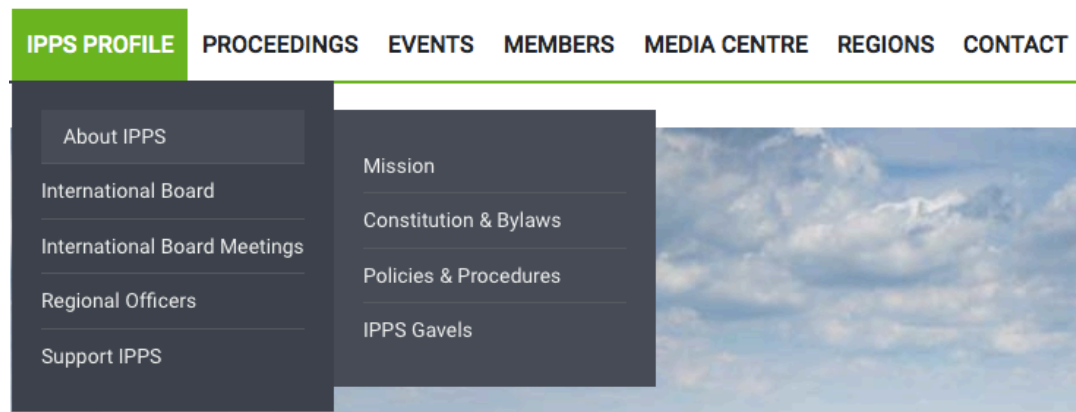 IPPS PROFILE PROCEEDINGS EVENTS MEMBERS MEDIA CENTRE REGIONS CONTACT
About IPPS
International Board
International Board Meetings
Regional Officers
Support IPPS
Mission
Constitution & Bylaws
Policies & Procedures
IPPS Gavels